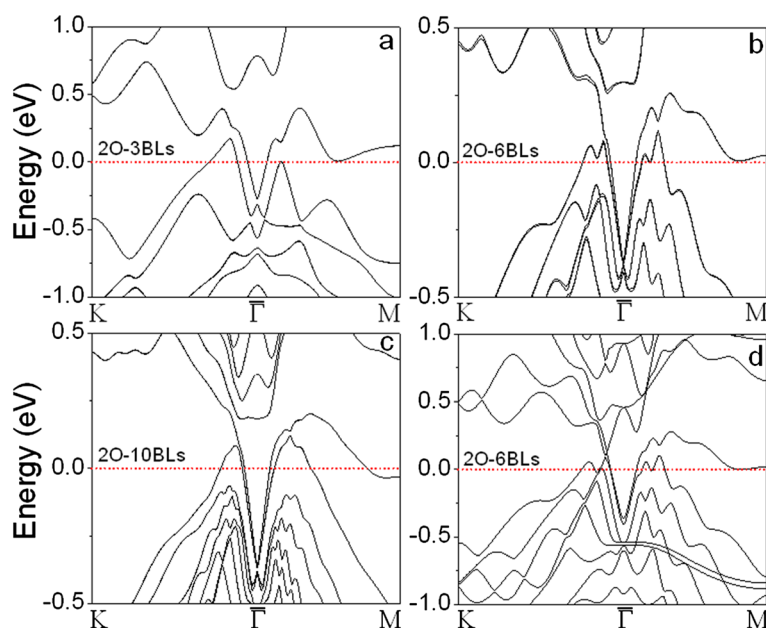 a
1.0
0.5
0.0
-0.5
-1.0
Energy (eV)
2O-3BLs
K Γ̅ M
b
0.5
0.0
-0.5
2O-6BLs
K Γ̅ M
c
0.5
0.0
-0.5
Energy (eV)
2O-10BLs
K Γ̅ M
d
1.0
0.5
0.0
-0.5
-1.0
2O-6BLs
K Γ̅ M